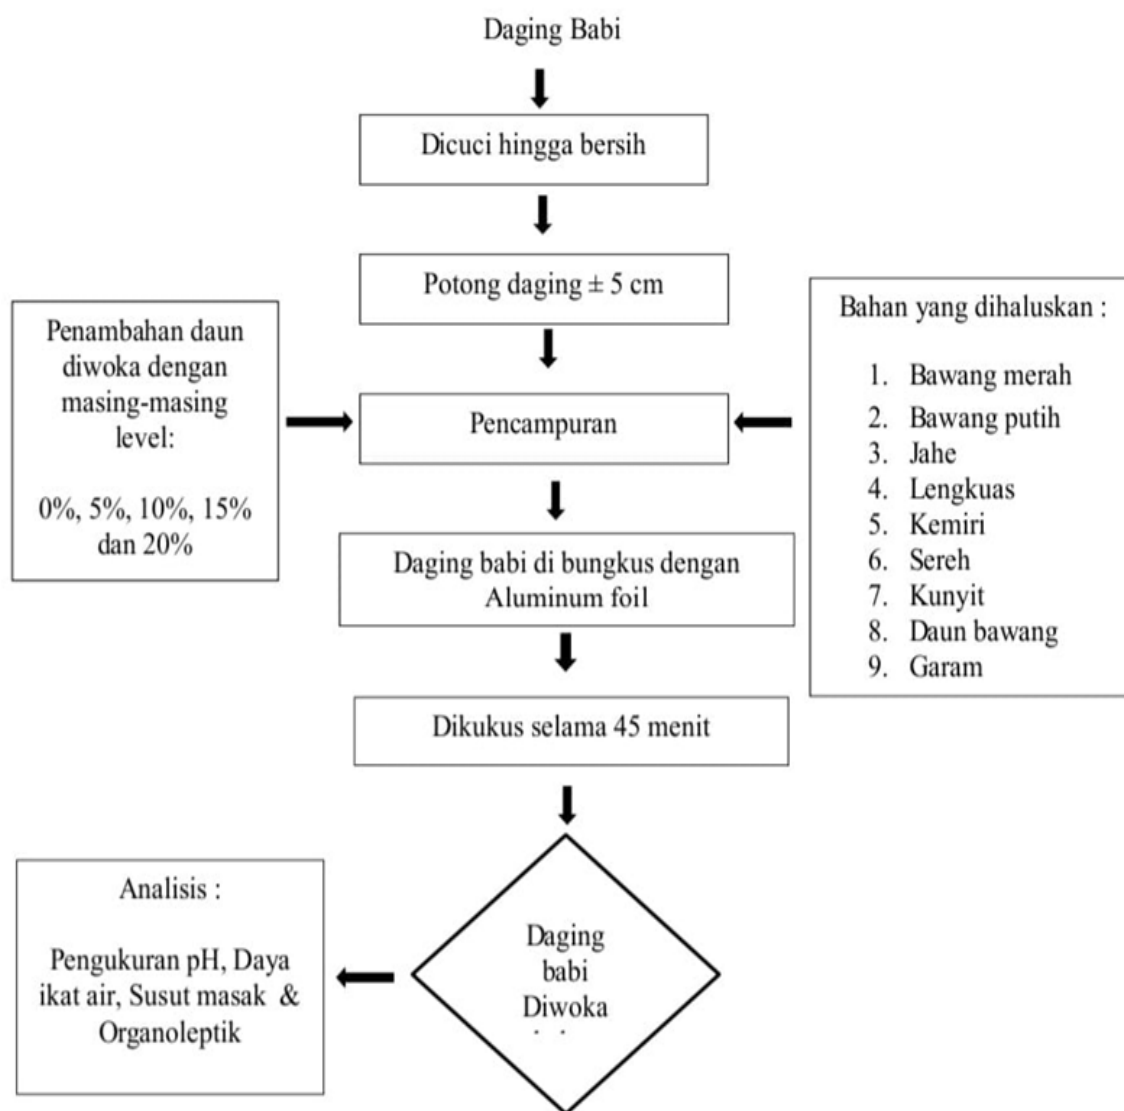 Daging Babi
Dicuci hingga bersih
Potong daging ± 5 cm
Penambahan daun
diwoka dengan
masing-masing
level:
0%, 5%, 10%, 15%
dan 20%
Pencampuran
Bahan yang dihaluskan :
1. Bawang merah
2. Bawang putih
3. Jahe
4. Lengkuas
5. Kemiri
6. Sereh
7. Kunyit
8. Daun bawang
9. Garam
Daging babi di bungkus dengan
Aluminum foil
Dikukus selama 45 menit
Daging
babi
Diwoka
Analisis :
Pengukuran pH, Daya
ikat air, Susut masak &
Organoleptik